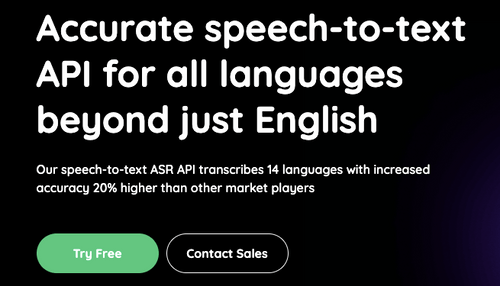 Accurate speech-to-text
API for all languages
beyond just English
Our speech-to-text ASR API transcribes 14 languages with increased
accuracy 20% higher than other market players
Try Free
Contact Sales